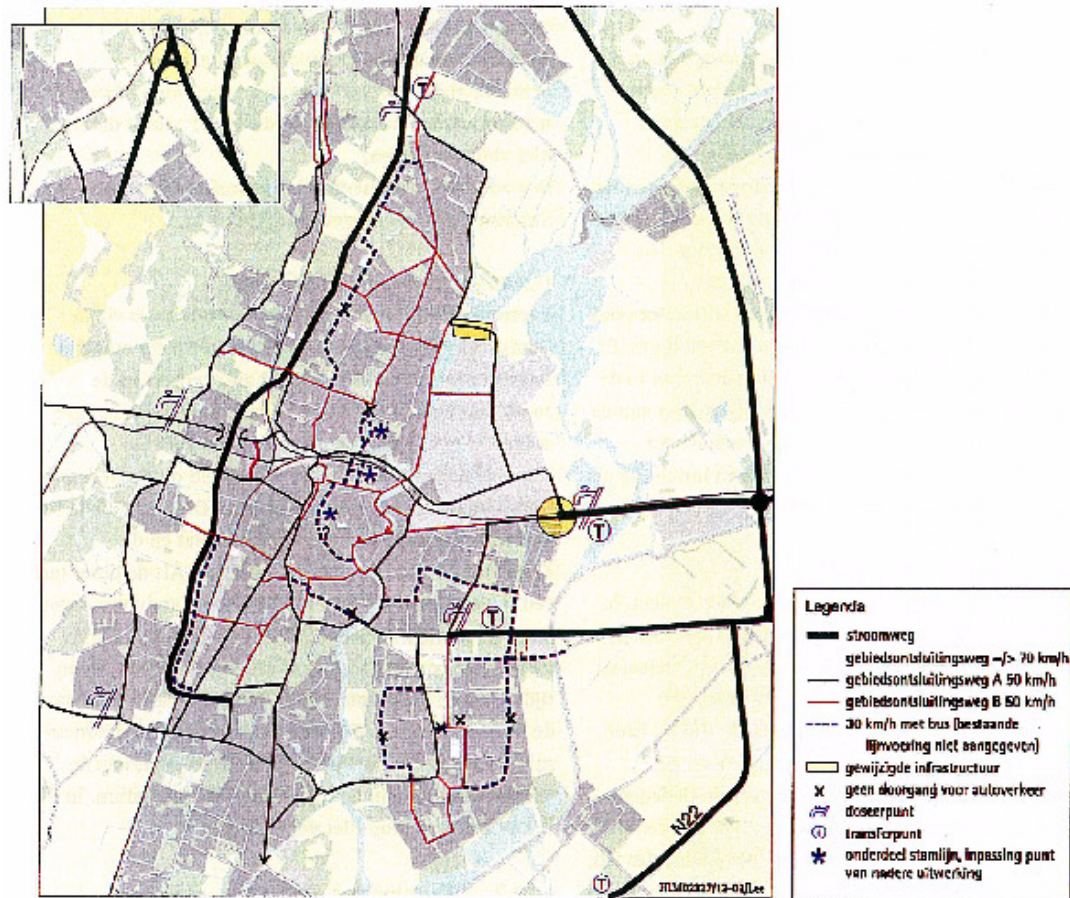 T
T
T
N22
T
Legenda
stroomweg
gebiedsontsluitingsweg =/> 70 km/h
gebiedsontsluitingsweg A 50 km/h
gebiedsontsluitingsweg B 50 km/h
30 km/h met bus (bestaande
lijnvoering niet aangegeven)
gewijzigde infrastructuur
geen doorgang voor autoverkeer
doseerpunt
T transferpunt
onderdeel stamlijn, inpassing punt
van nadere uitwerking